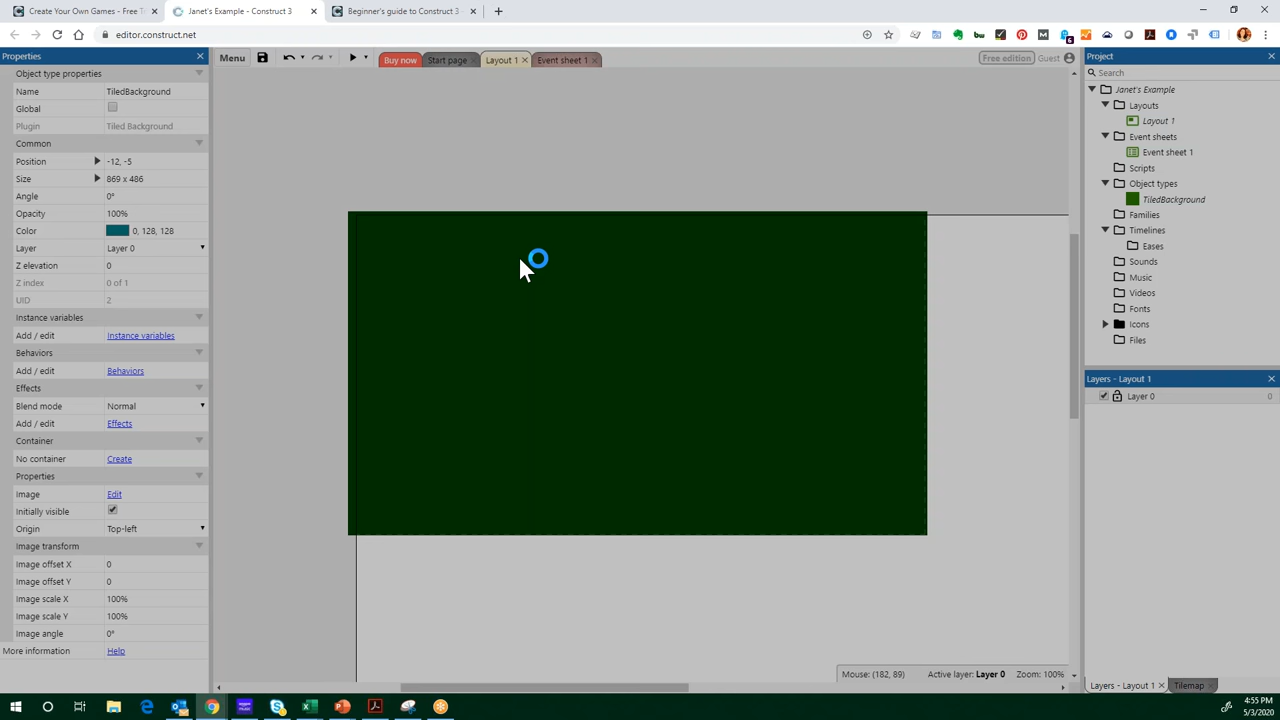 Create Your Own Games - Free T
Janet's Example - Construct 3
Beginner's guide to Construct 3 -
editor.construct.net
6
Properties
Menu
Buy now
Start page
Layout 1
Event sheet 1
Free edition
Guest
Project
Object type properties
Name TiledBackground
Global
Plugin Tiled Background
Common
Position -12, -5
Size 869 x 486
Angle 0°
Opacity 100%
Color 0, 128, 128
Layer Layer 0
Z elevation 0
Z index 0 of 1
UID 2
Instance variables
Add / edit Instance variables
Behaviors
Add / edit Behaviors
Effects
Blend mode Normal
Add / edit Effects
Container
No container Create
Properties
Image Edit
Initially visible
Origin Top-left
Image transform
Image offset X 0
Image offset Y 0
Image scale X 100%
Image scale Y 100%
Image angle 0°
More information Help
Search
Janet's Example
Layouts
Layout 1
Event sheets
Event sheet 1
Scripts
Object types
TiledBackground
Families
Timelines
Eases
Sounds
Music
Videos
Fonts
Icons
Files
Layers - Layout 1
Layer 0 0
Mouse: (182, 89) Active layer: Layer 0 Zoom: 100%
Layers - Layout 1
Tilemap
4:55 PM
5/3/2020